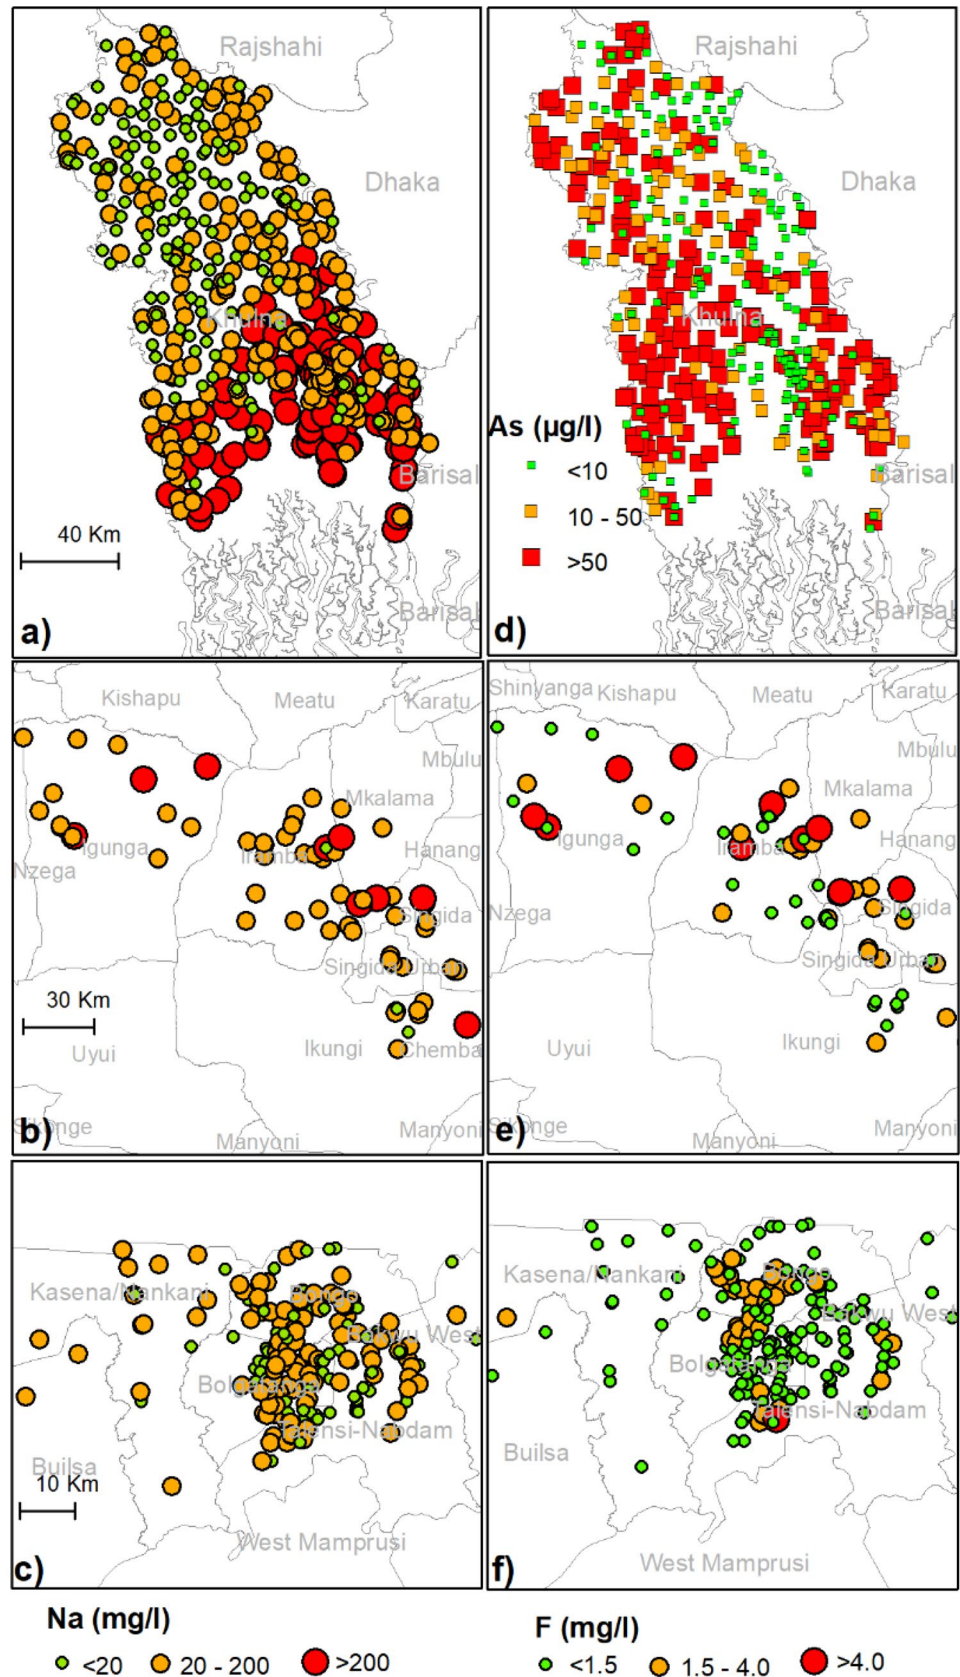 Rajshahi
Dhaka
Khulna
Barisal
40 Km
Barisal
a)
Rajshahi
Dhaka
Khulna
As (µg/l)
<10
Barisal
10 - 50
>50
Barisal
d)
Kishapu
Meatu
Karatu
Mbulu
Mkalama
Igunga
Iramba
Hanang
Nzega
Singida
Singida Urban
30 Km
Uyui
Ikungi
Chemba
Sikonge
b)
Manyoni
Manyoni
Shinyanga
Kishapu
Meatu
Karatu
Mbulu
Mkalama
Igunga
Iramba
Hanang
Nzega
Singida
Singida Urban
Uyui
Ikungi
Sikonge
e)
Manyoni
Manyoni
Kasena/Nankani
Bongo
Bakwu West
Bolgatanga
Talensi-Nabdam
Builsa
10 Km
West Mamprusi
c)
Kasena/Nankani
Bongo
Bakwu West
Bolgatanga
Talensi-Nabdam
Builsa
West Mamprusi
f)
Na (mg/l)
<20
20 - 200
>200
F (mg/l)
<1.5
1.5 - 4.0
>4.0